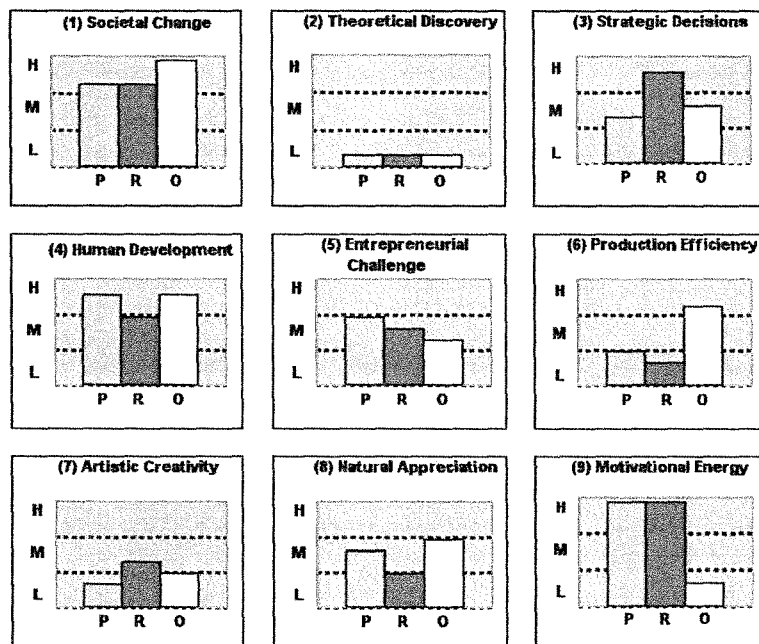 (1) Societal Change
H
M
L
P R O
(2) Theoretical Discovery
H
M
L
P R O
(3) Strategic Decisions
H
M
L
P R O
(4) Human Development
H
M
L
P R O
(5) Entrepreneurial
Challenge
H
M
L
P R O
(6) Production Efficiency
H
M
L
P R O
(7) Artistic Creativity
H
M
L
P R O
(8) Natural Appreciation
H
M
L
P R O
(9) Motivational Energy
H
M
L
P R O